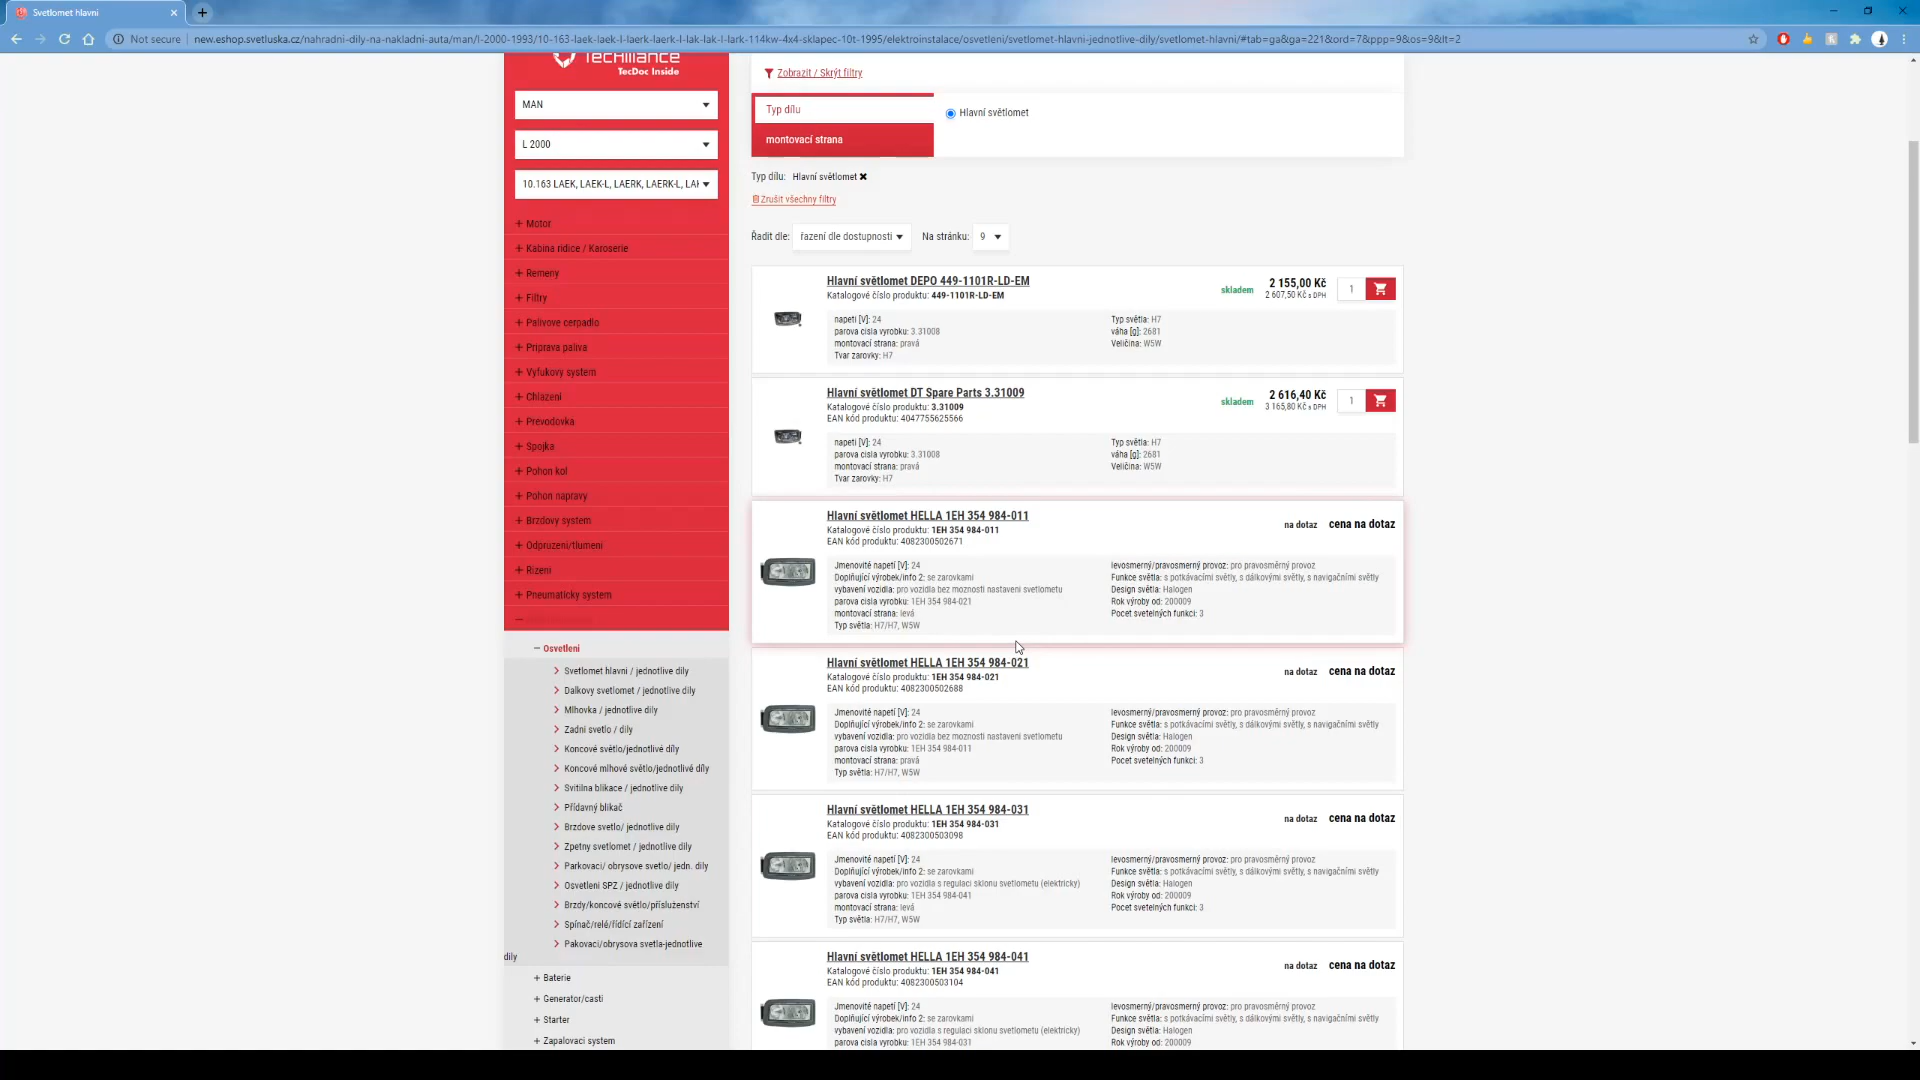 Svetlomet hlavní
Not secure
new.eshop.svetluska.cz/nahradni-dily-na-nakladni-auta/man/l-2000-1993/10-163-laek-laek-l-laerk-laerk-l-lak-lak-l-lark-114kw-4x4-sklapec-10t-1995/elektroinstalace/osvetleni/svetlomet-hlavni-jednotlive-dily/svetlomet-hlavni/#tab=ga&ga=221&ord=7&ppp=9&os=9&lt=2
TecAlliance
TecDoc Inside
MAN
L 2000
10.163 LAEK, LAEK-L, LAERK, LAERK-L, LAK
+ Motor
+ Kabina ridice / Karoserie
+ Remeny
+ Filtry
+ Palivove cerpadlo
+ Priprava paliva
+ Vyfukovy system
+ Chlazeni
+ Prevodovka
+ Spojka
+ Pohon kol
+ Pohon napravy
+ Brzdovy system
+ Odpruzeni/tlumeni
+ Rizeni
+ Pneumaticky system
– Osvetleni
Svetlomet hlavni / jednotlive dily
Dalkovy svetlomet / jednotlive dily
Mlhovka / jednotlive dily
Zadni svetlo / dily
Koncové světlo/jednotlivé díly
Koncové mlhové světlo/jednotlivé díly
Svitilna blikace / jednotlive dily
Přídavný blikač
Brzdove svetlo/ jednotlive dily
Zpetny svetlomet / jednotlive dily
Parkovaci/ obrysove svetlo/ jedn. dily
Osvetleni SPZ / jednotlive dily
Brzdy/koncové světlo/příslušenství
Spínač/relé/řídící zařízení
Pakovaci/obrysova svetla-jednotlive
dily
+ Baterie
+ Generator/casti
+ Starter
+ Zapalovaci system
Zobrazit / Skrýt filtry
Typ dílu
Hlavní světlomet
montovací strana
Typ dílu: Hlavní světlomet ✖
Zrušit všechny filtry
Řadit dle: řazení dle dostupnosti Na stránku: 9
Hlavní světlomet DEPO 449-1101R-LD-EM
Katalogové číslo produktu: 449-1101R-LD-EM
skladem
2 155,00 Kč
2 607,50 Kč s DPH
1
napeti [V]: 24
parova cisla vyrobku: 3.31008
montovací strana: pravá
Tvar zarovky: H7
Typ světla: H7
váha [g]: 2681
Veličina: W5W
Hlavní světlomet DT Spare Parts 3.31009
Katalogové číslo produktu: 3.31009
EAN kód produktu: 4047755625566
skladem
2 616,40 Kč
3 165,80 Kč s DPH
1
napeti [V]: 24
parova cisla vyrobku: 3.31008
montovací strana: pravá
Tvar zarovky: H7
Typ světla: H7
váha [g]: 2681
Veličina: W5W
Hlavní světlomet HELLA 1EH 354 984-011
Katalogové číslo produktu: 1EH 354 984-011
EAN kód produktu: 4082300502671
na dotaz
cena na dotaz
Jmenovité napetí [V]: 24
Doplňující výrobek/info 2: se zarovkami
vybavení vozidla: pro vozidla bez moznosti nastaveni svetlometu
parova cisla vyrobku: 1EH 354 984-021
montovací strana: levá
Typ světla: H7/H7, W5W
levosmerný/pravosmerný provoz: pro pravosměrný provoz
Funkce světla: s potkávacími světly, s dálkovými světly, s navigačními světly
Design světla: Halogen
Rok výroby od: 200009
Pocet svetelných funkcí: 3
Hlavní světlomet HELLA 1EH 354 984-021
Katalogové číslo produktu: 1EH 354 984-021
EAN kód produktu: 4082300502688
na dotaz
cena na dotaz
Jmenovité napetí [V]: 24
Doplňující výrobek/info 2: se zarovkami
vybavení vozidla: pro vozidla bez moznosti nastaveni svetlometu
parova cisla vyrobku: 1EH 354 984-011
montovací strana: pravá
Typ světla: H7/H7, W5W
levosmerný/pravosmerný provoz: pro pravosměrný provoz
Funkce světla: s potkávacími světly, s dálkovými světly, s navigačními světly
Design světla: Halogen
Rok výroby od: 200009
Pocet svetelných funkcí: 3
Hlavní světlomet HELLA 1EH 354 984-031
Katalogové číslo produktu: 1EH 354 984-031
EAN kód produktu: 4082300503098
na dotaz
cena na dotaz
Jmenovité napetí [V]: 24
Doplňující výrobek/info 2: se zarovkami
vybavení vozidla: pro vozidla s regulaci sklonu svetlometu (elektricky)
parova cisla vyrobku: 1EH 354 984-041
montovací strana: levá
Typ světla: H7/H7, W5W
levosmerný/pravosmerný provoz: pro pravosměrný provoz
Funkce světla: s potkávacími světly, s dálkovými světly, s navigačními světly
Design světla: Halogen
Rok výroby od: 200009
Pocet svetelných funkcí: 3
Hlavní světlomet HELLA 1EH 354 984-041
Katalogové číslo produktu: 1EH 354 984-041
EAN kód produktu: 4082300503104
na dotaz
cena na dotaz
Jmenovité napetí [V]: 24
Doplňující výrobek/info 2: se zarovkami
vybavení vozidla: pro vozidla s regulaci sklonu svetlometu (elektricky)
parova cisla vyrobku: 1EH 354 984-031
levosmerný/pravosmerný provoz: pro pravosměrný provoz
Funkce světla: s potkávacími světly, s dálkovými světly, s navigačními světly
Design světla: Halogen
Rok výroby od: 200009